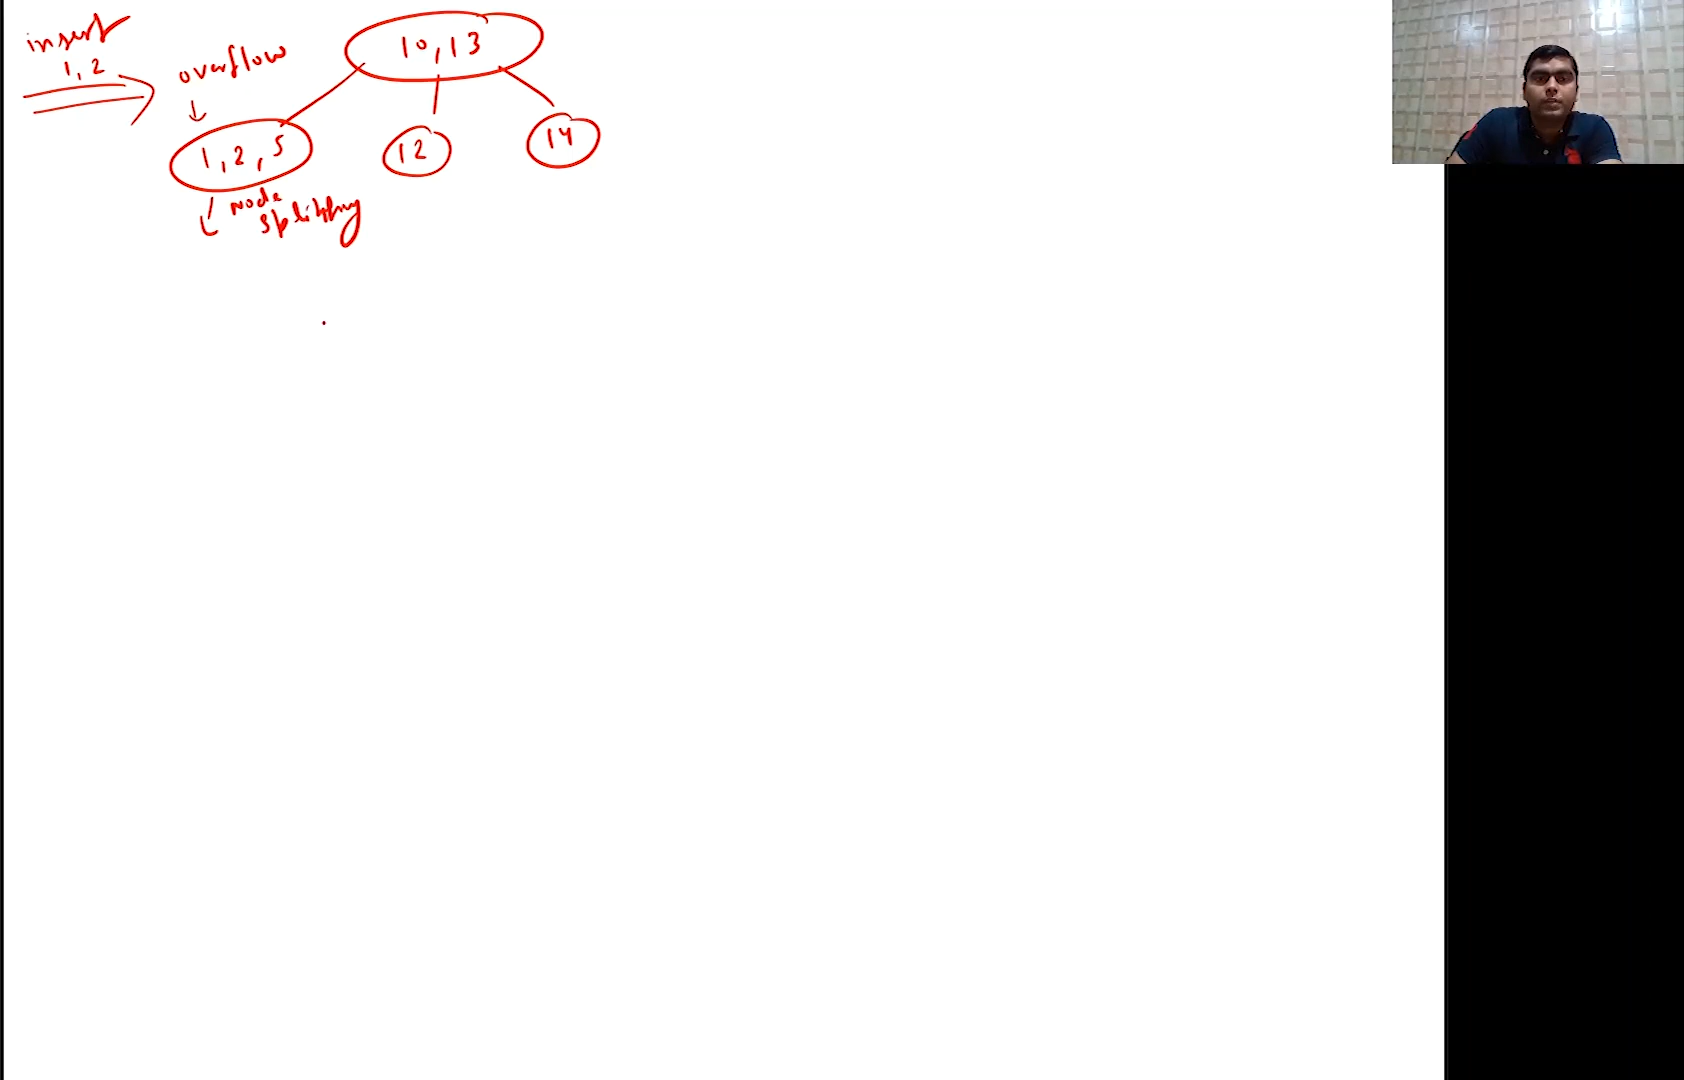 insert
1, 2
overflow
10, 13
1, 2, 5
12
14
Node
splitting